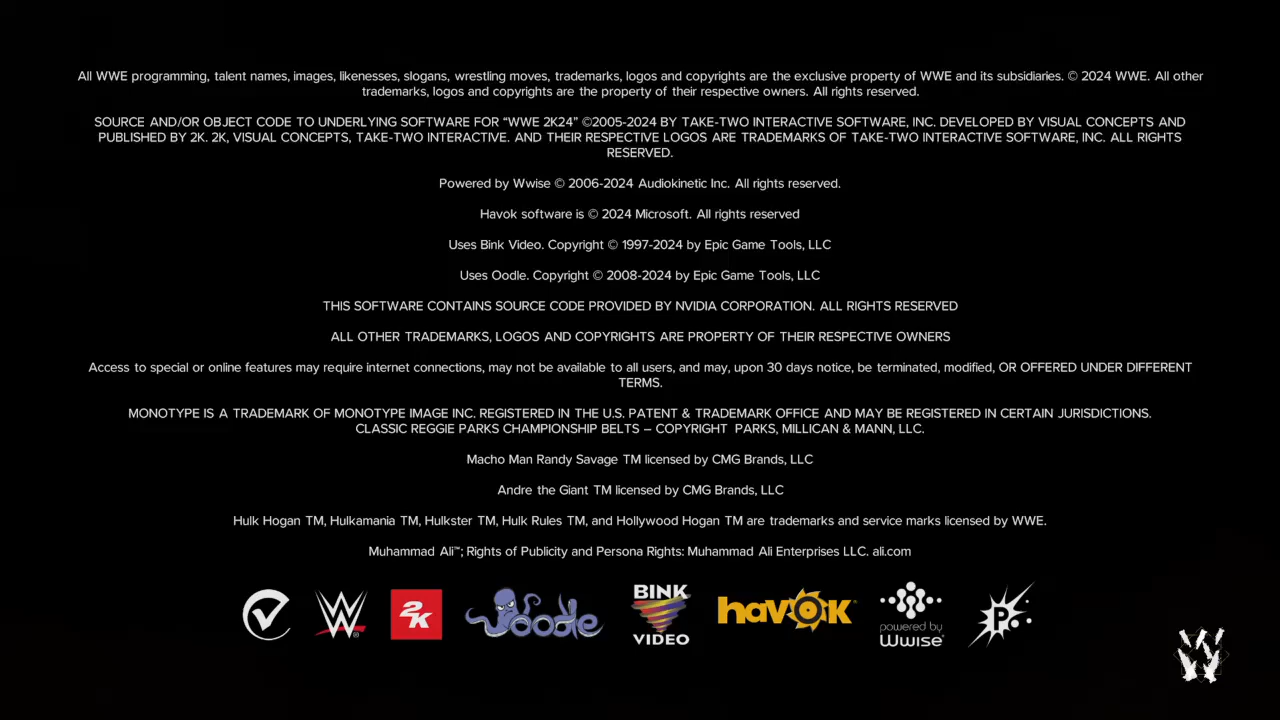 All WWE programming, talent names, images, likenesses, slogans, wrestling moves, trademarks, logos and copyrights are the exclusive property of WWE and its subsidiaries. © 2024 WWE. All other
trademarks, logos and copyrights are the property of their respective owners. All rights reserved.
SOURCE AND/OR OBJECT CODE TO UNDERLYING SOFTWARE FOR “WWE 2K24” ©2005-2024 BY TAKE-TWO INTERACTIVE SOFTWARE, INC. DEVELOPED BY VISUAL CONCEPTS AND
PUBLISHED BY 2K. 2K, VISUAL CONCEPTS, TAKE-TWO INTERACTIVE. AND THEIR RESPECTIVE LOGOS ARE TRADEMARKS OF TAKE-TWO INTERACTIVE SOFTWARE, INC. ALL RIGHTS
RESERVED.
Powered by Wwise © 2006-2024 Audiokinetic Inc. All rights reserved.
Havok software is © 2024 Microsoft. All rights reserved
Uses Bink Video. Copyright © 1997-2024 by Epic Game Tools, LLC
Uses Oodle. Copyright © 2008-2024 by Epic Game Tools, LLC
THIS SOFTWARE CONTAINS SOURCE CODE PROVIDED BY NVIDIA CORPORATION. ALL RIGHTS RESERVED
ALL OTHER TRADEMARKS, LOGOS AND COPYRIGHTS ARE PROPERTY OF THEIR RESPECTIVE OWNERS
Access to special or online features may require internet connections, may not be available to all users, and may, upon 30 days notice, be terminated, modified, OR OFFERED UNDER DIFFERENT
TERMS.
MONOTYPE IS A TRADEMARK OF MONOTYPE IMAGE INC. REGISTERED IN THE U.S. PATENT & TRADEMARK OFFICE AND MAY BE REGISTERED IN CERTAIN JURISDICTIONS.
CLASSIC REGGIE PARKS CHAMPIONSHIP BELTS – COPYRIGHT PARKS, MILLICAN & MANN, LLC.
Macho Man Randy Savage TM licensed by CMG Brands, LLC
Andre the Giant TM licensed by CMG Brands, LLC
Hulk Hogan TM, Hulkamania TM, Hulkster TM, Hulk Rules TM, and Hollywood Hogan TM are trademarks and service marks licensed by WWE.
Muhammad Ali™; Rights of Publicity and Persona Rights: Muhammad Ali Enterprises LLC. ali.com
W
2K
oodle
BINK
VIDEO
havok
powered by
Wwise
P
W